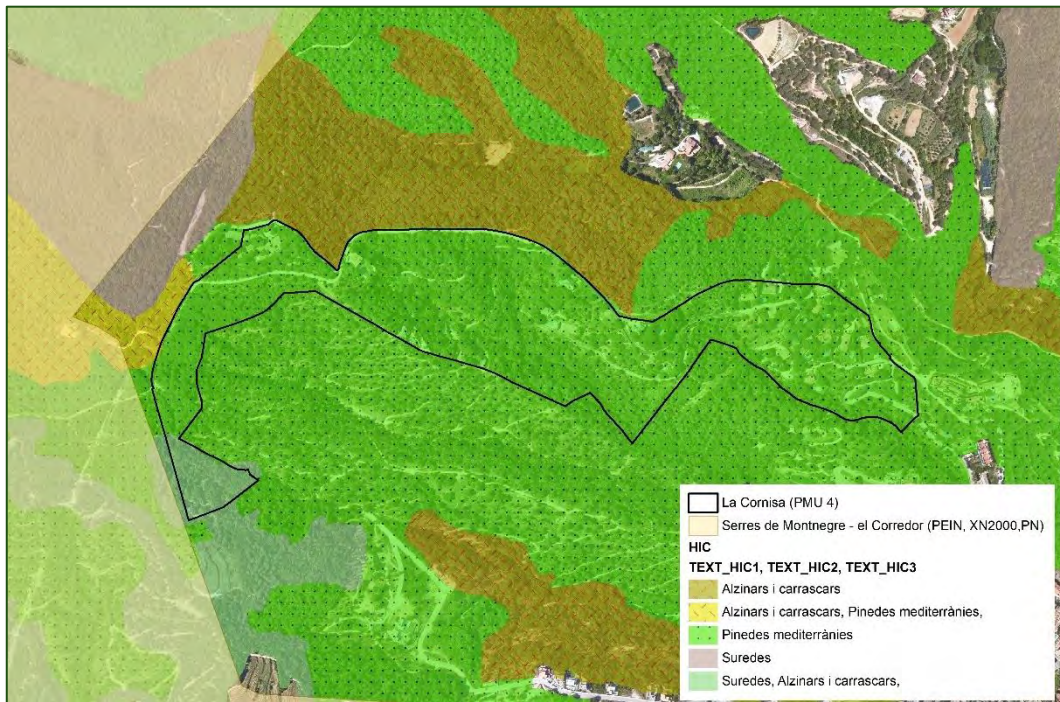 La Cornisa (PMU 4)
Serres de Montnegre - el Corredor (PEIN, XN2000,PN)
HIC
TEXT_HIC1, TEXT_HIC2, TEXT_HIC3
Alzinars i carrascars
Alzinars i carrascars, Pinedes mediterrànies,
Pinedes mediterrànies
Suredes
Suredes, Alzinars i carrascars,